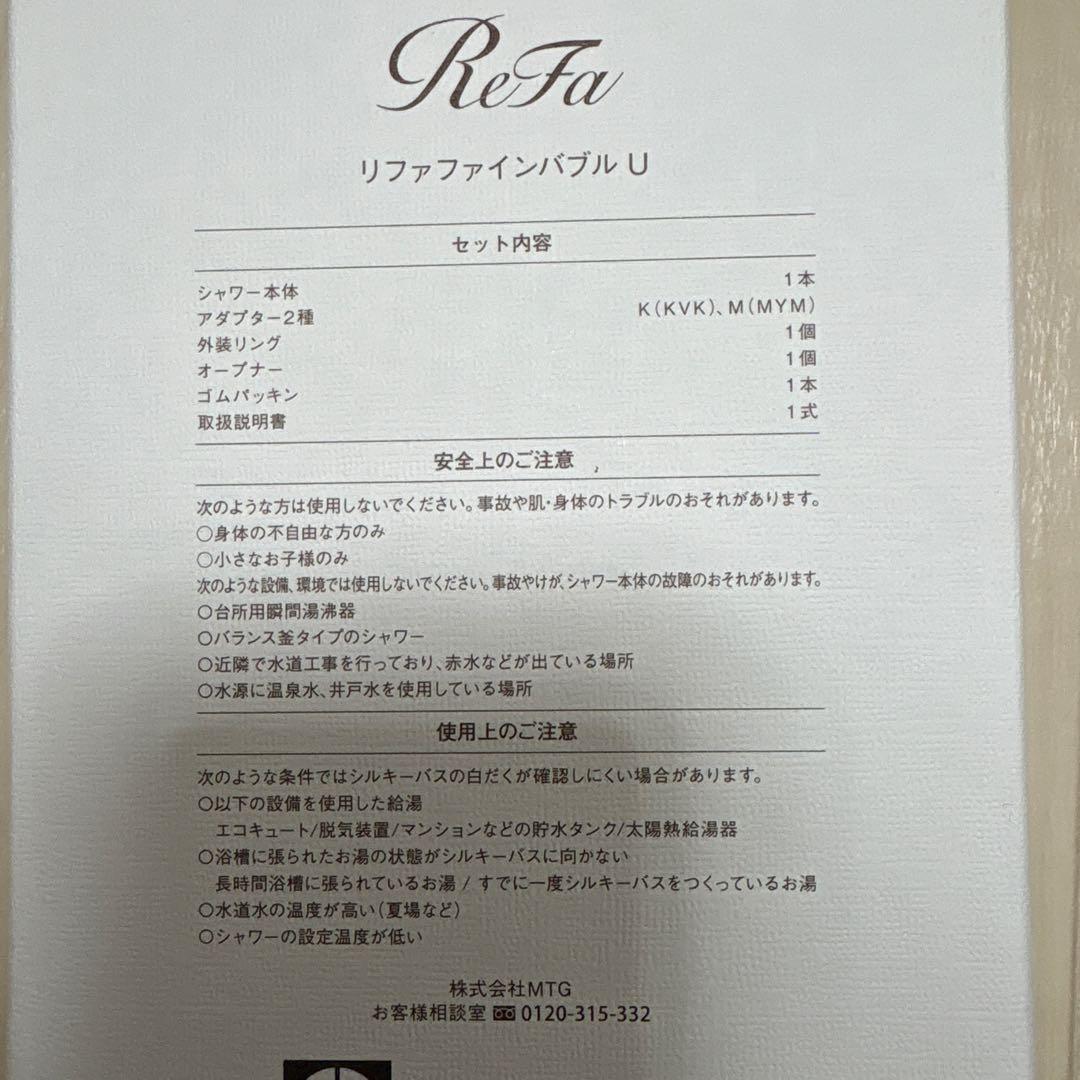 ReFa
リファファインバブル U
セット内容
シャワー本体 1本
アダプター2種 K(KVK)、M(MYM)
外装リング 1個
オープナー 1個
ゴムパッキン 1本
取扱説明書 1式
安全上のご注意
次のような方は使用しないでください。事故や肌・身体のトラブルのおそれがあります。
○身体の不自由な方のみ
○小さなお子様のみ
次のような設備、環境では使用しないでください。事故やけが、シャワー本体の故障のおそれがあります。
○台所用瞬間湯沸器
○バランス釜タイプのシャワー
○近隣で水道工事を行っており、赤水などが出ている場所
○水源に温泉水、井戸水を使用している場所
使用上のご注意
次のような条件ではシルキーバスの白だくが確認しにくい場合があります。
○以下の設備を使用した給湯
エコキュート/脱気装置/マンションなどの貯水タンク/太陽熱給湯器
○浴槽に張られたお湯の状態がシルキーバスに向かない
長時間浴槽に張られているお湯 / すでに一度シルキーバスをつくっているお湯
○水道水の温度が高い(夏場など)
○シャワーの設定温度が低い
株式会社MTG
お客様相談室 0120-315-332